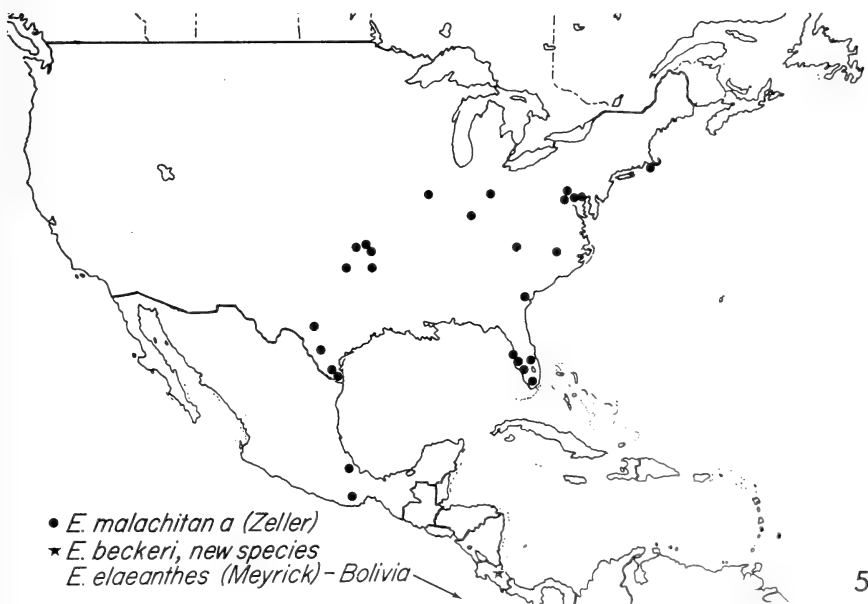 ● E. malachitan a (Zeller)
★ E. beckeri, new species
E. elaeanthes (Meyrick) – Bolivia
5